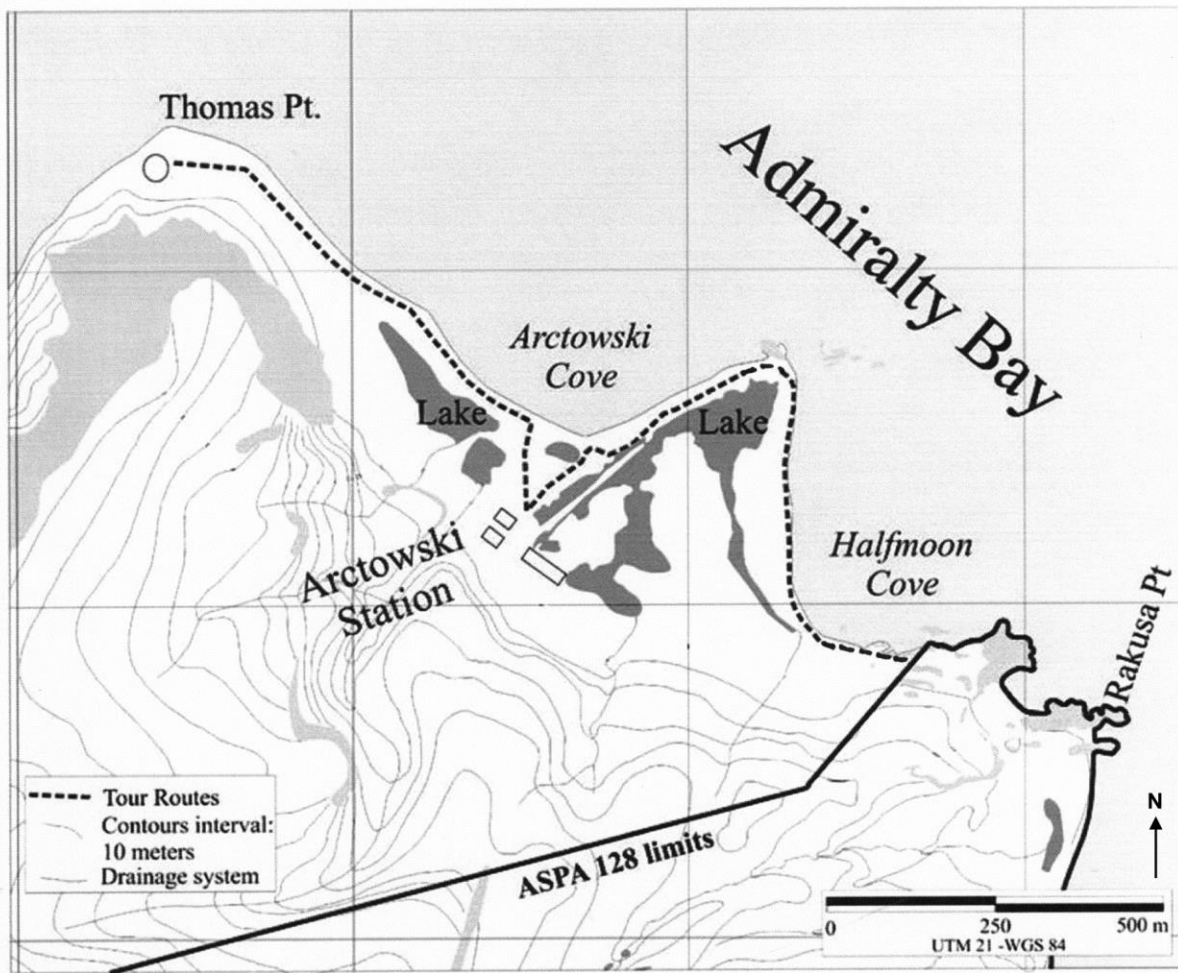 Thomas Pt.
Admiralty Bay
Arctowski
Cove
Lake
Lake
Arctowski
Station
Halfmoon
Cove
Rakusa Pt
Tour Routes
Contours interval:
10 meters
Drainage system
ASPA 128 limits
N
0 250 500 m
UTM 21 -WGS 84